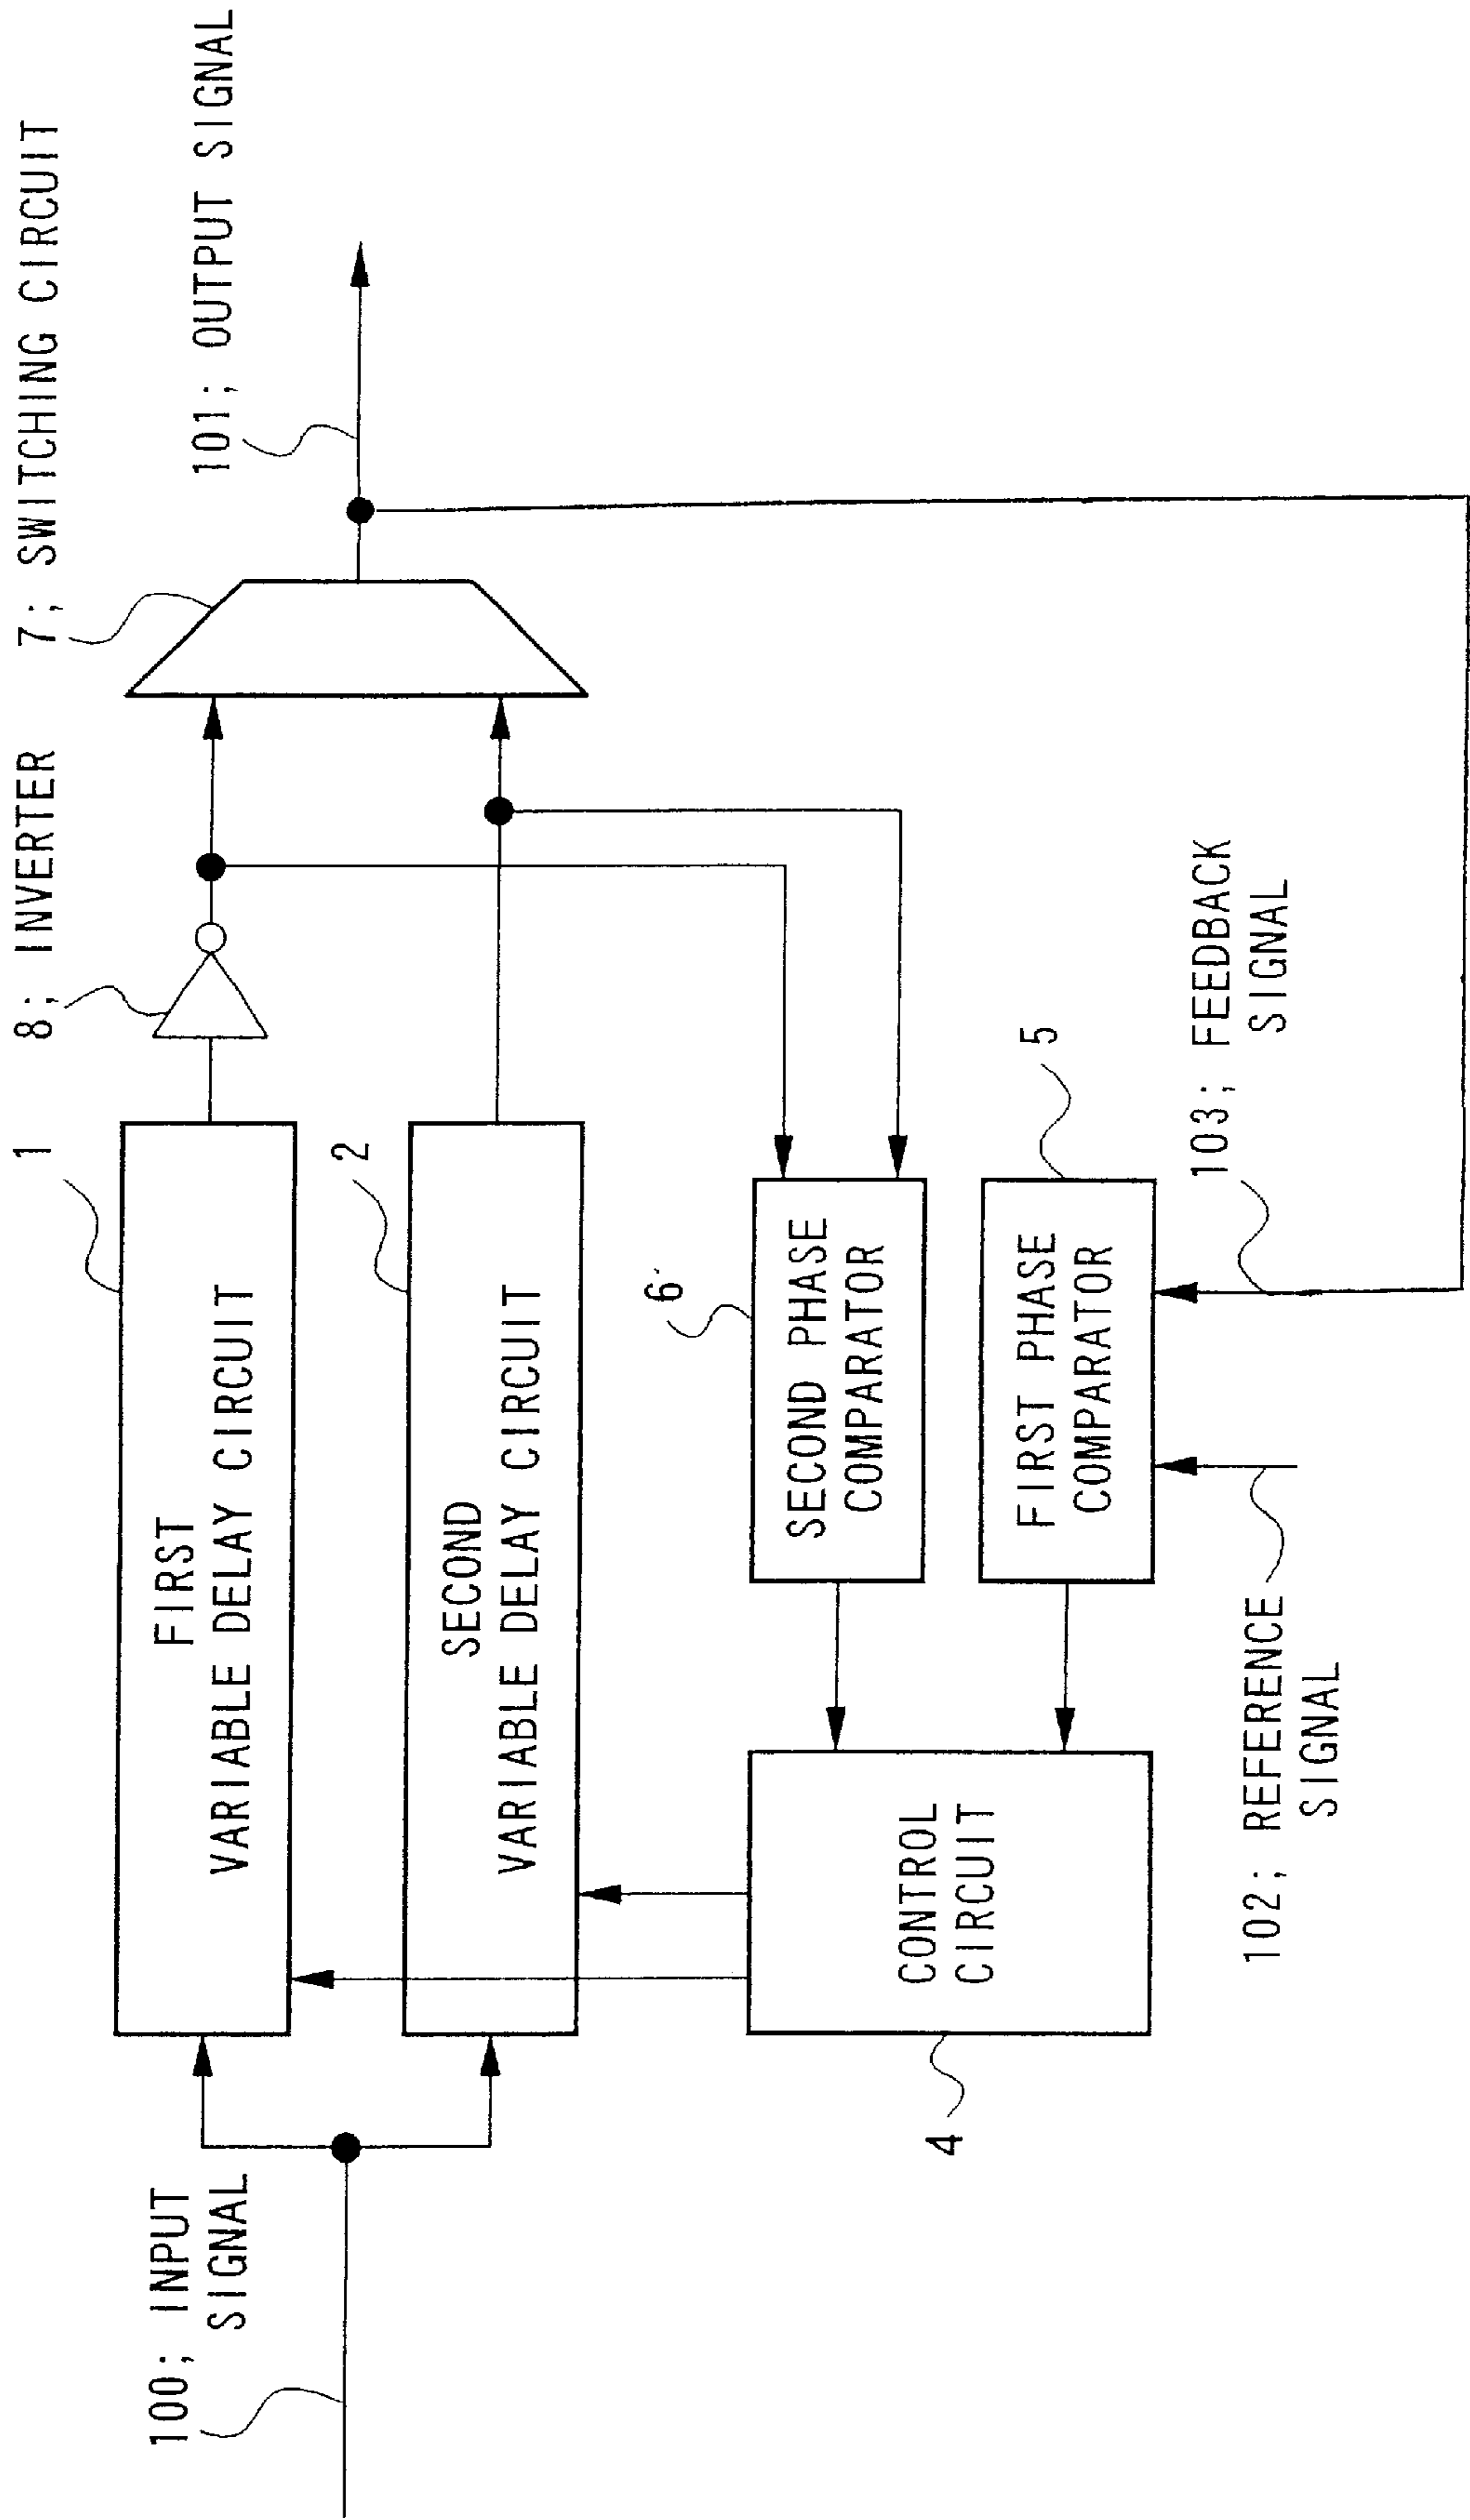 7; SWITCHING CIRCUIT
8; INVERTER
1
101; OUTPUT SIGNAL
100; INPUT
SIGNAL
FIRST
VARIABLE DELAY CIRCUIT
2
SECOND
VARIABLE DELAY CIRCUIT
6
SECOND PHASE
COMPARATOR
5
FIRST PHASE
COMPARATOR
CONTROL
CIRCUIT
4
103; FEEDBACK
SIGNAL
102; REFERENCE
SIGNAL